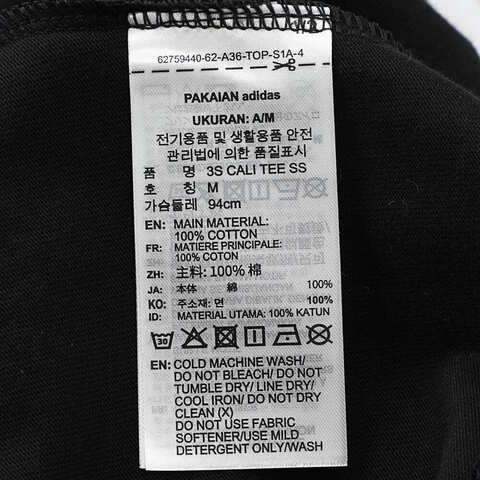 62759440-62-A36-TOP-S1A-4
PAKAIAN adidas
UKURAN: A/M
전기용품 및 생활용품 안전
관리법에 의한 품질표시
품 명 3S CALI TEE SS
호 칭 M
가슴둘레 94cm
EN: MAIN MATERIAL:
100% COTTON
FR: MATIERE PRINCIPALE:
100% COTON
ZH: 主料: 100% 棉
JA: 本体 綿 100%
KO: 주소재: 면 100%
ID: MATERIAL UTAMA: 100% KATUN
30
EN: COLD MACHINE WASH/
DO NOT BLEACH/ DO NOT
TUMBLE DRY/ LINE DRY/
COOL IRON/ DO NOT DRY
CLEAN (X)
DO NOT USE FABRIC
SOFTENER/USE MILD
DETERGENT ONLY/WASH